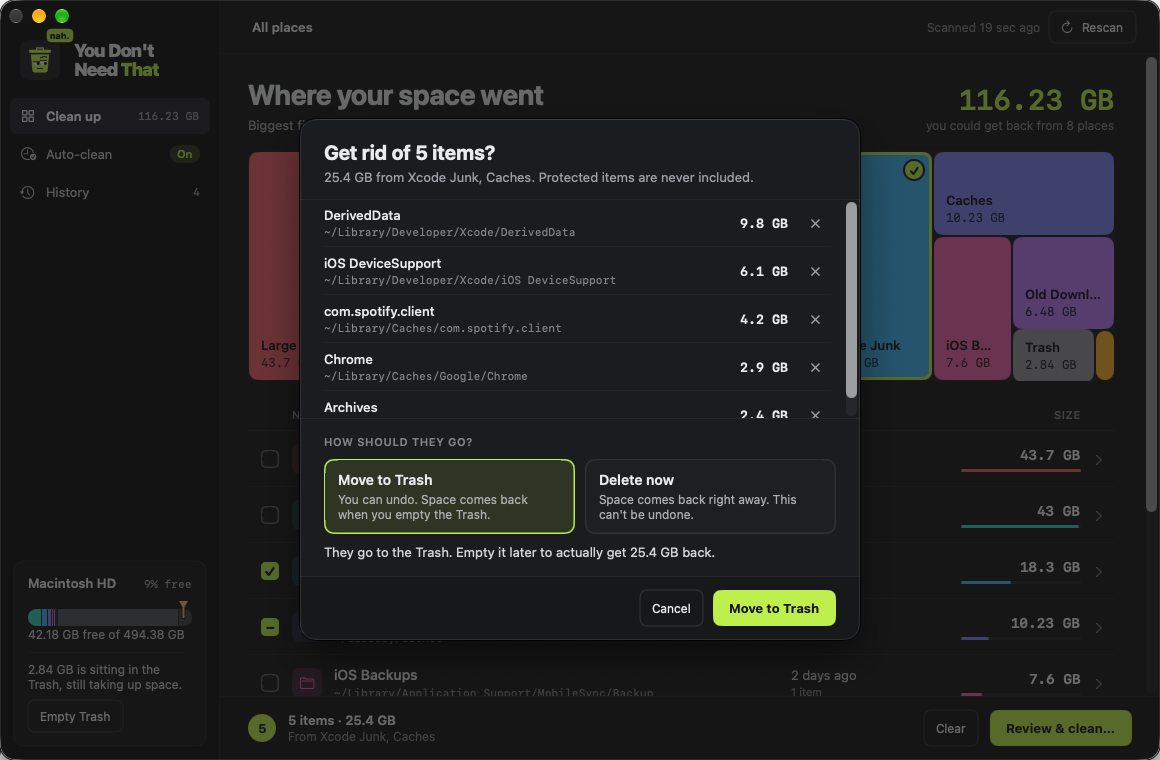 nah.
You Don't
Need That
Clean up 116.23 GB
Auto-clean On
History 4
Macintosh HD 9% free
42.18 GB free of 494.38 GB
2.84 GB is sitting in the
Trash, still taking up space.
Empty Trash
All places
Scanned 19 sec ago
Rescan
Where your space went
116.23 GB
Biggest
you could get back from 8 places
Large
43.7
Junk
GB
Caches
10.23 GB
iOS B...
7.6 GB
Old Downl...
6.48 GB
Trash
2.84 GB
Get rid of 5 items?
25.4 GB from Xcode Junk, Caches. Protected items are never included.
DerivedData
~/Library/Developer/Xcode/DerivedData
9.8 GB
iOS DeviceSupport
~/Library/Developer/Xcode/iOS DeviceSupport
6.1 GB
com.spotify.client
~/Library/Caches/com.spotify.client
4.2 GB
Chrome
~/Library/Caches/Google/Chrome
2.9 GB
Archives
2.4 GB
HOW SHOULD THEY GO?
Move to Trash
You can undo. Space comes back
when you empty the Trash.
Delete now
Space comes back right away. This
can't be undone.
They go to the Trash. Empty it later to actually get 25.4 GB back.
Cancel
Move to Trash
SIZE
43.7 GB
43 GB
18.3 GB
10.23 GB
iOS Backups
~/Library/Application Support/MobileSync/Backup
2 days ago
1 item
7.6 GB
5
5 items · 25.4 GB
From Xcode Junk, Caches
Clear
Review & clean...